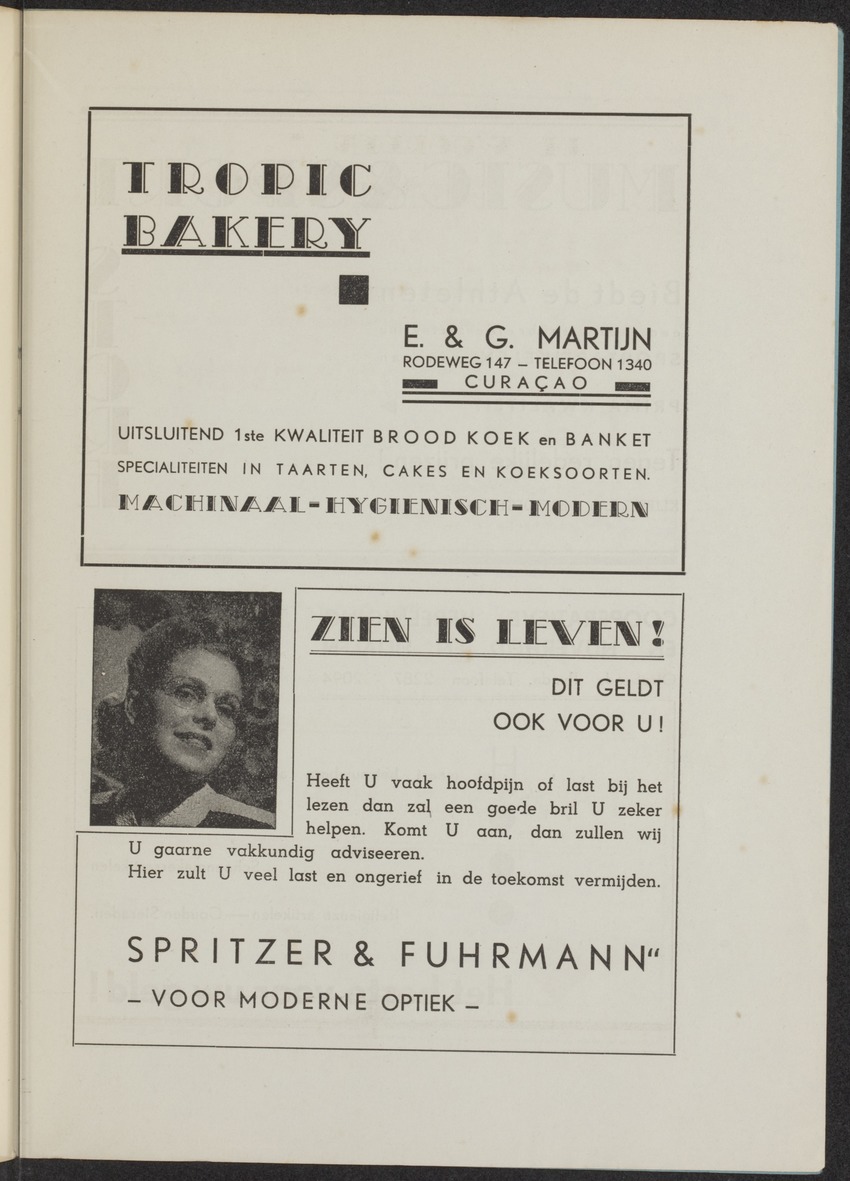 TROPIC
BAKERY
E. & G. MARTIJN
RODEWEG 147 – TELEFOON 1340
CURAÇAO
UITSLUITEND 1ste KWALITEIT BROOD KOEK en BANKET
SPECIALITEITEN IN TAARTEN, CAKES EN KOEKSOORTEN.
MACHINAAL-HYGIENISCH-MODERN
ZIEN IS LEVEN!
DIT GELDT
OOK VOOR U!
Heeft U vaak hoofdpijn of last bij het
lezen dan zal een goede bril U zeker
helpen. Komt U aan, dan zullen wij
U gaarne vakkundig adviseeren.
Hier zult U veel last en ongerief in de toekomst vermijden.
SPRITZER & FUHRMANN“
– VOOR MODERNE OPTIEK –